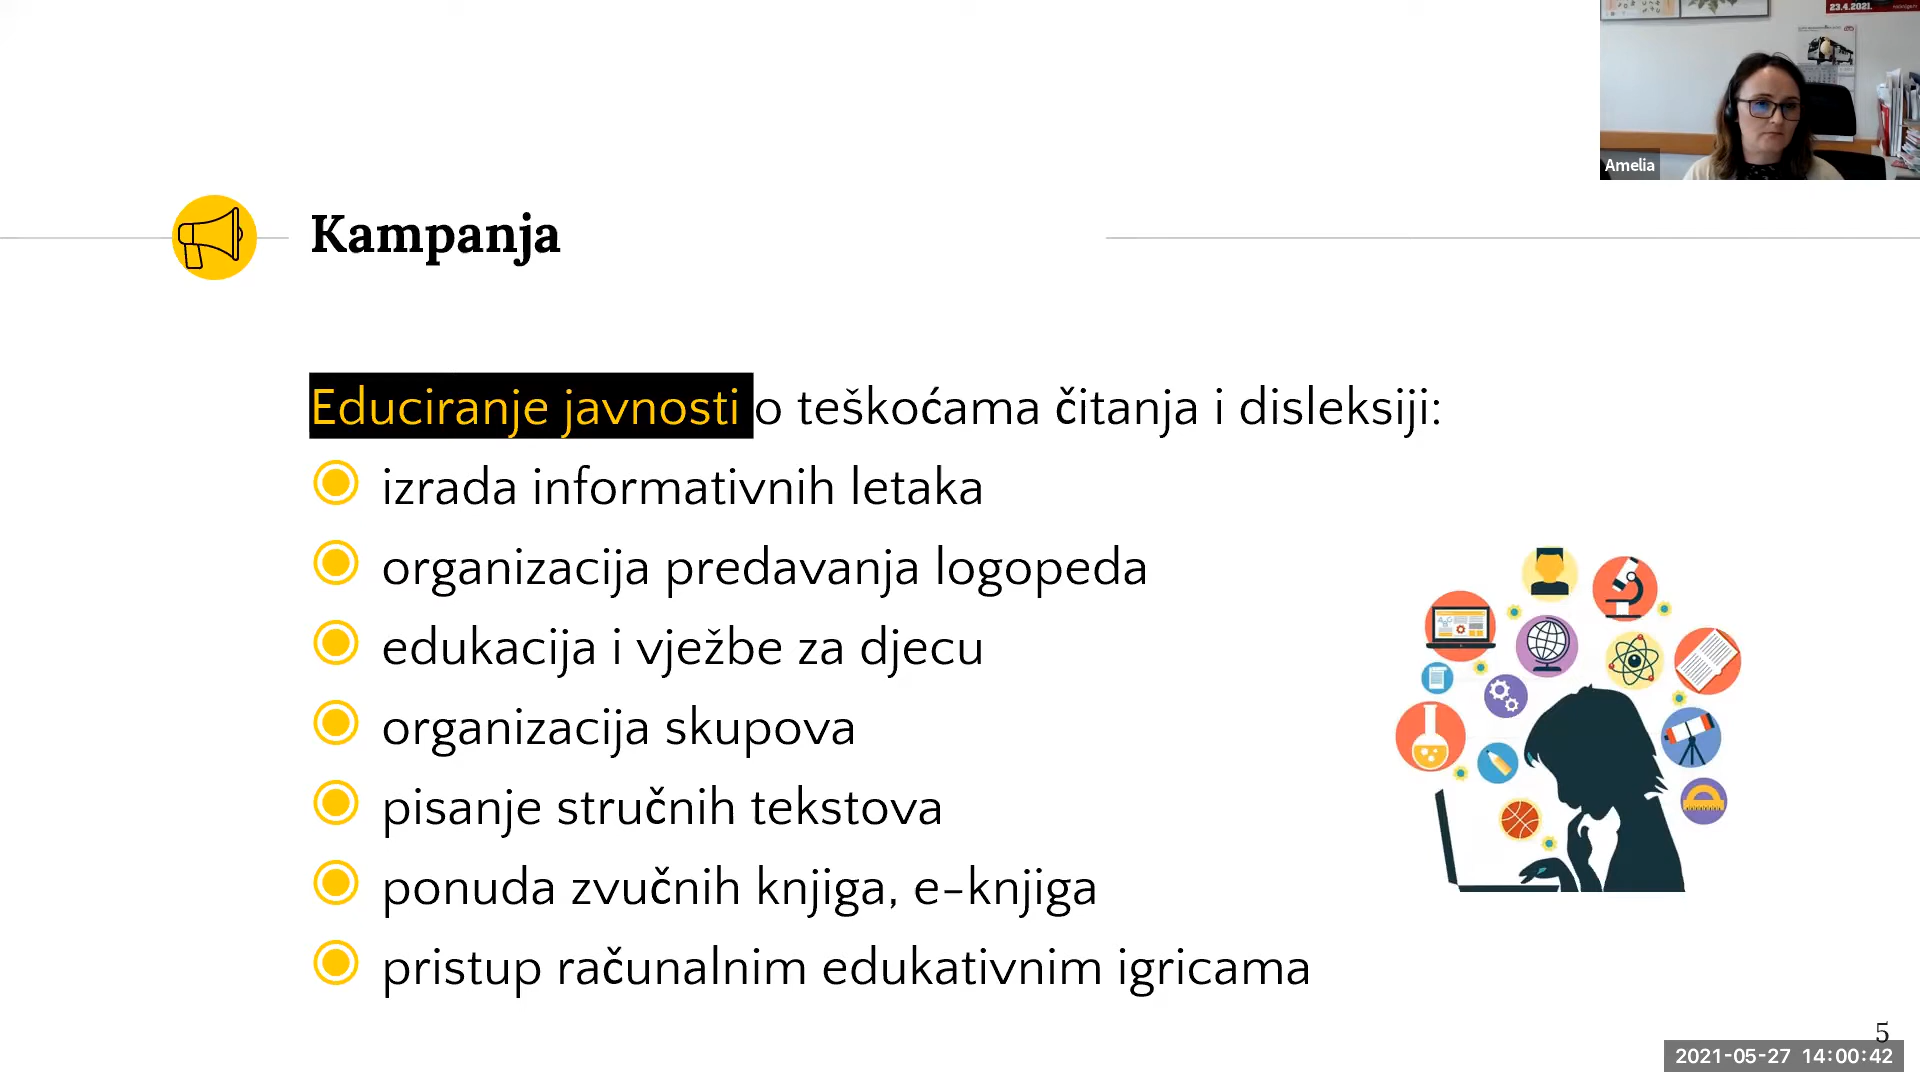 23.4.2021.
Amelia
Kampanja
Educiranje javnosti o teškoćama čitanja i disleksiji:
izrada informativnih letaka
organizacija predavanja logopeda
edukacija i vježbe za djecu
organizacija skupova
pisanje stručnih tekstova
ponuda zvučnih knjiga, e-knjiga
pristup računalnim edukativnim igricama
5
2021-05-27 14:00:42